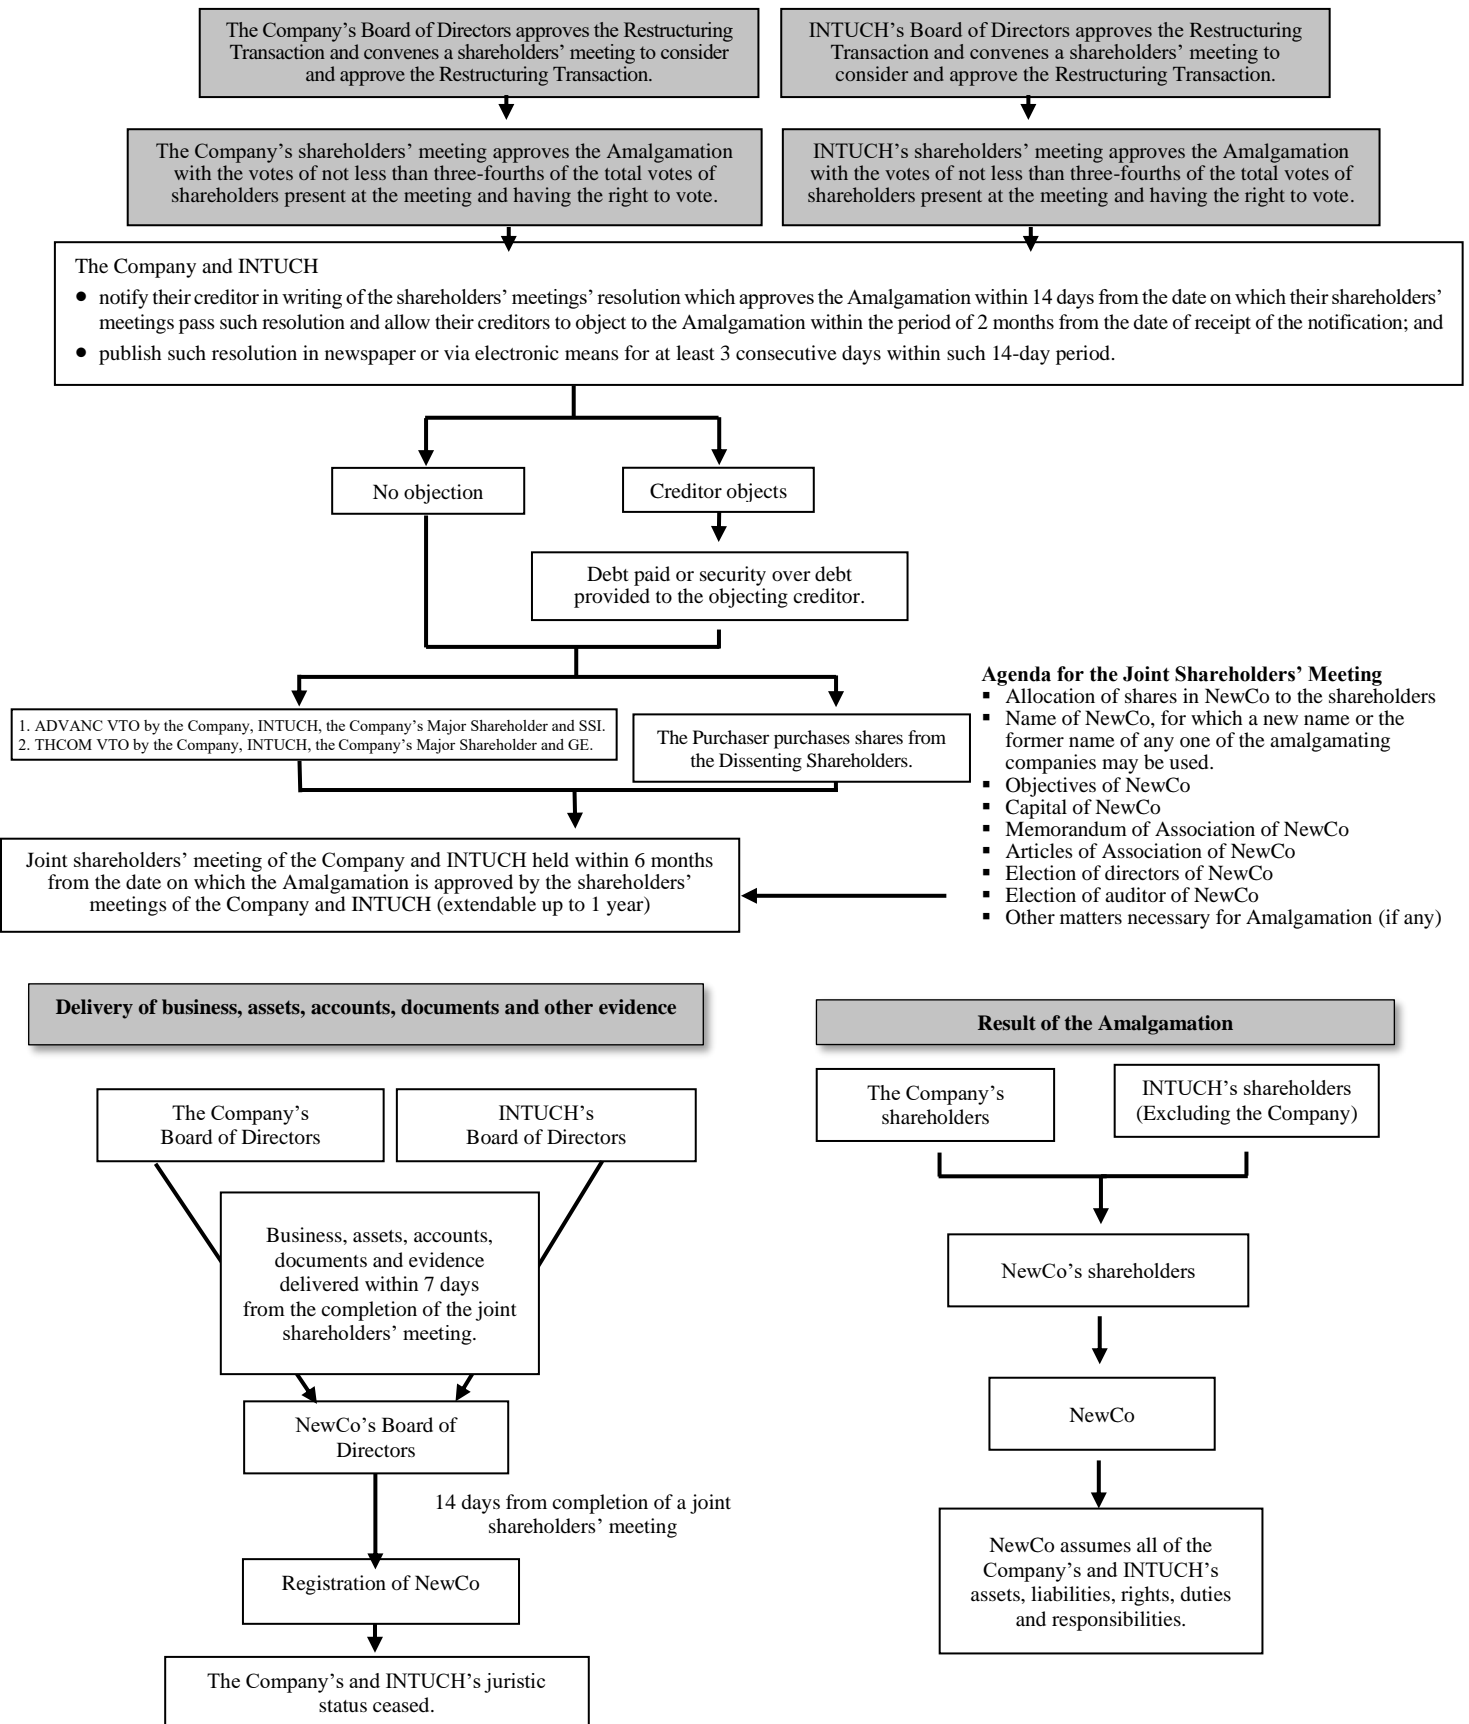 The Company’s Board of Directors approves the Restructuring
Transaction and convenes a shareholders’ meeting to consider
and approve the Restructuring Transaction.
INTUCH’s Board of Directors approves the Restructuring
Transaction and convenes a shareholders’ meeting to
consider and approve the Restructuring Transaction.
The Company’s shareholders’ meeting approves the Amalgamation
with the votes of not less than three-fourths of the total votes of
shareholders present at the meeting and having the right to vote.
INTUCH’s shareholders’ meeting approves the Amalgamation
with the votes of not less than three-fourths of the total votes of
shareholders present at the meeting and having the right to vote.
The Company and INTUCH
● notify their creditor in writing of the shareholders’ meetings’ resolution which approves the Amalgamation within 14 days from the date on which their shareholders’
meetings pass such resolution and allow their creditors to object to the Amalgamation within the period of 2 months from the date of receipt of the notification; and
● publish such resolution in newspaper or via electronic means for at least 3 consecutive days within such 14-day period.
No objection
Creditor objects
Debt paid or security over debt
provided to the objecting creditor.
1. ADVANC VTO by the Company, INTUCH, the Company’s Major Shareholder and SSI.
2. THCOM VTO by the Company, INTUCH, the Company’s Major Shareholder and GE.
The Purchaser purchases shares from
the Dissenting Shareholders.
Agenda for the Joint Shareholders’ Meeting
▪ Allocation of shares in NewCo to the shareholders
▪ Name of NewCo, for which a new name or the
former name of any one of the amalgamating
companies may be used.
▪ Objectives of NewCo
▪ Capital of NewCo
▪ Memorandum of Association of NewCo
▪ Articles of Association of NewCo
▪ Election of directors of NewCo
▪ Election of auditor of NewCo
▪ Other matters necessary for Amalgamation (if any)
Joint shareholders’ meeting of the Company and INTUCH held within 6 months
from the date on which the Amalgamation is approved by the shareholders’
meetings of the Company and INTUCH (extendable up to 1 year)
Delivery of business, assets, accounts, documents and other evidence
The Company’s
Board of Directors
INTUCH’s
Board of Directors
Business, assets, accounts,
documents and evidence
delivered within 7 days
from the completion of the joint
shareholders’ meeting.
NewCo’s Board of
Directors
14 days from completion of a joint
shareholders’ meeting
Registration of NewCo
The Company’s and INTUCH’s juristic
status ceased.
Result of the Amalgamation
The Company’s
shareholders
INTUCH’s shareholders
(Excluding the Company)
NewCo’s shareholders
NewCo
NewCo assumes all of the
Company’s and INTUCH’s
assets, liabilities, rights, duties
and responsibilities.